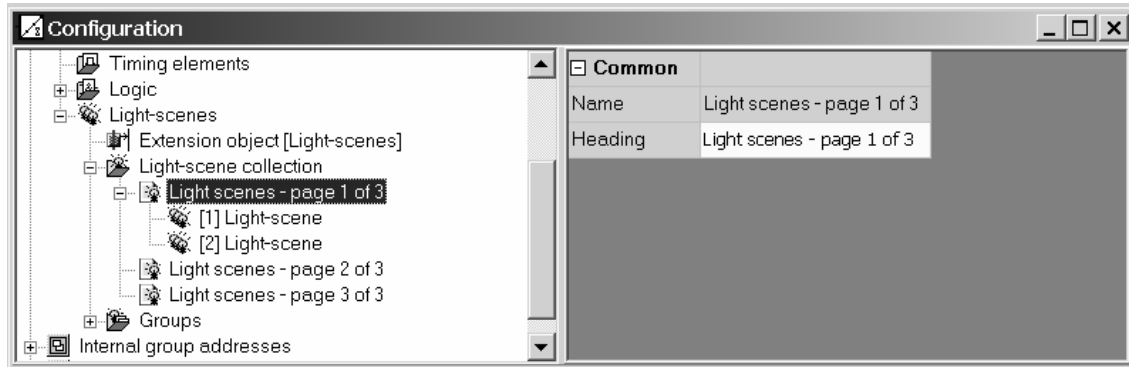 Configuration
Timing elements
Logic
Light-scenes
Extension object [Light-scenes]
Light-scene collection
Light scenes - page 1 of 3
[1] Light-scene
[2] Light-scene
Light scenes - page 2 of 3
Light scenes - page 3 of 3
Groups
Internal group addresses
Common
Name Light scenes - page 1 of 3
Heading Light scenes - page 1 of 3